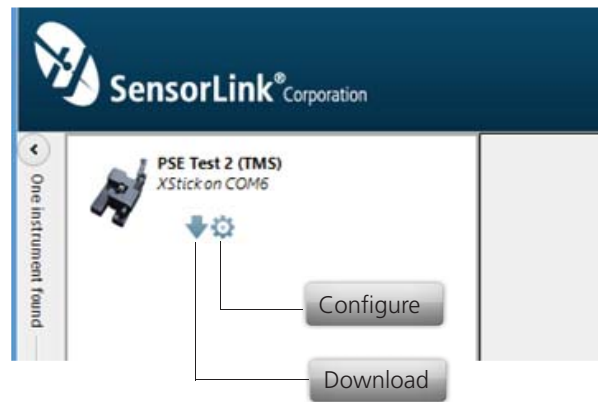 SensorLink® Corporation
PSE Test 2 (TMS)
XStick on COM6
One instrument found
Configure
Download